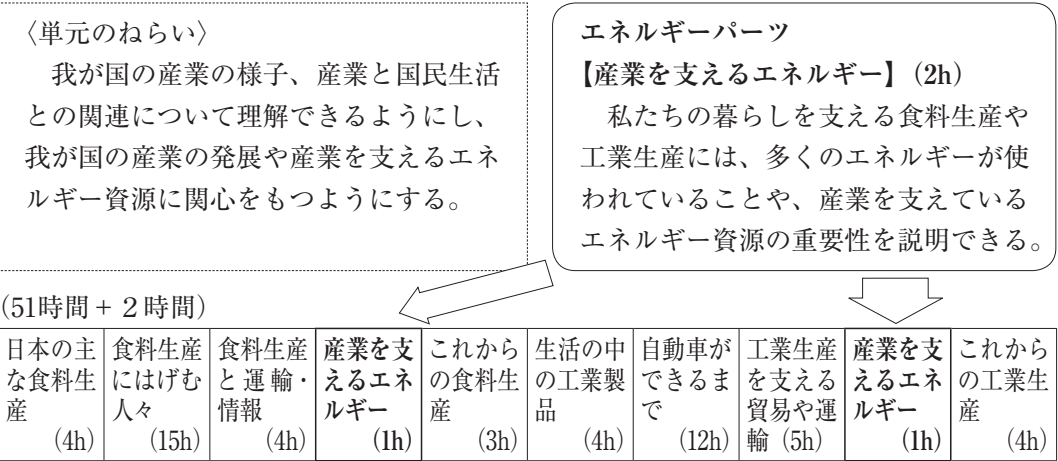 〈単元のねらい〉
我が国の産業の様子、産業と国民生活
との関連について理解できるようにし、
我が国の産業の発展や産業を支えるエネ
ルギー資源に関心をもつようにする。
エネルギーパーツ
【産業を支えるエネルギー】(2h)
私たちの暮らしを支える食料生産や
工業生産には、多くのエネルギーが使
われていることや、産業を支えている
エネルギー資源の重要性を説明できる。
(51時間+2時間)
日本の主
な食料生
産
(4h)
食料生産
にはげむ
人々
(15h)
食料生産
と運輸・
情報
(4h)
産業を支
えるエネ
ルギー
(1h)
これから
の食料生
産
(3h)
生活の中
の工業製
品
(4h)
自動車が
できるま
で
(12h)
工業生産
を支える
貿易や運
輸(5h)
産業を支
えるエネ
ルギー
(1h)
これから
の工業生
産
(4h)